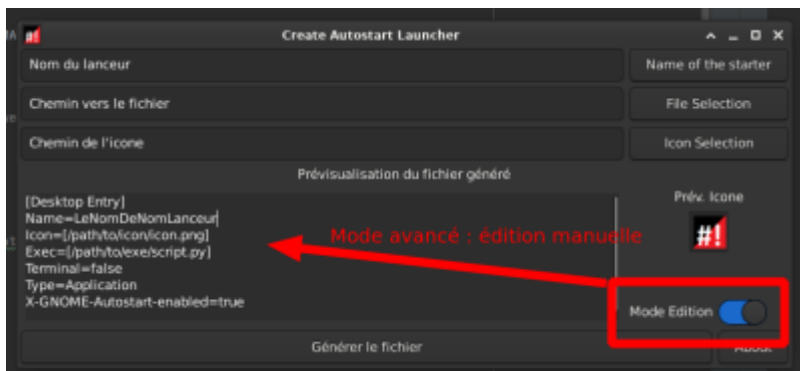 Create Autostart Launcher
Nom du lanceur
Name of the starter
Chemin vers le fichier
File Selection
Chemin de l'icone
Icon Selection
Prévisualisation du fichier généré
[Desktop Entry]
Name=LeNomDeNomLanceur
Icon=[/path/to/icon/icon.png]
Exec=[/path/to/exe/script.py]
Terminal=false
Type=Application
X-GNOME-Autostart-enabled=true
Mode avancé : édition manuelle
Prév. Icone
#!
Mode Edition
Générer le fichier
About